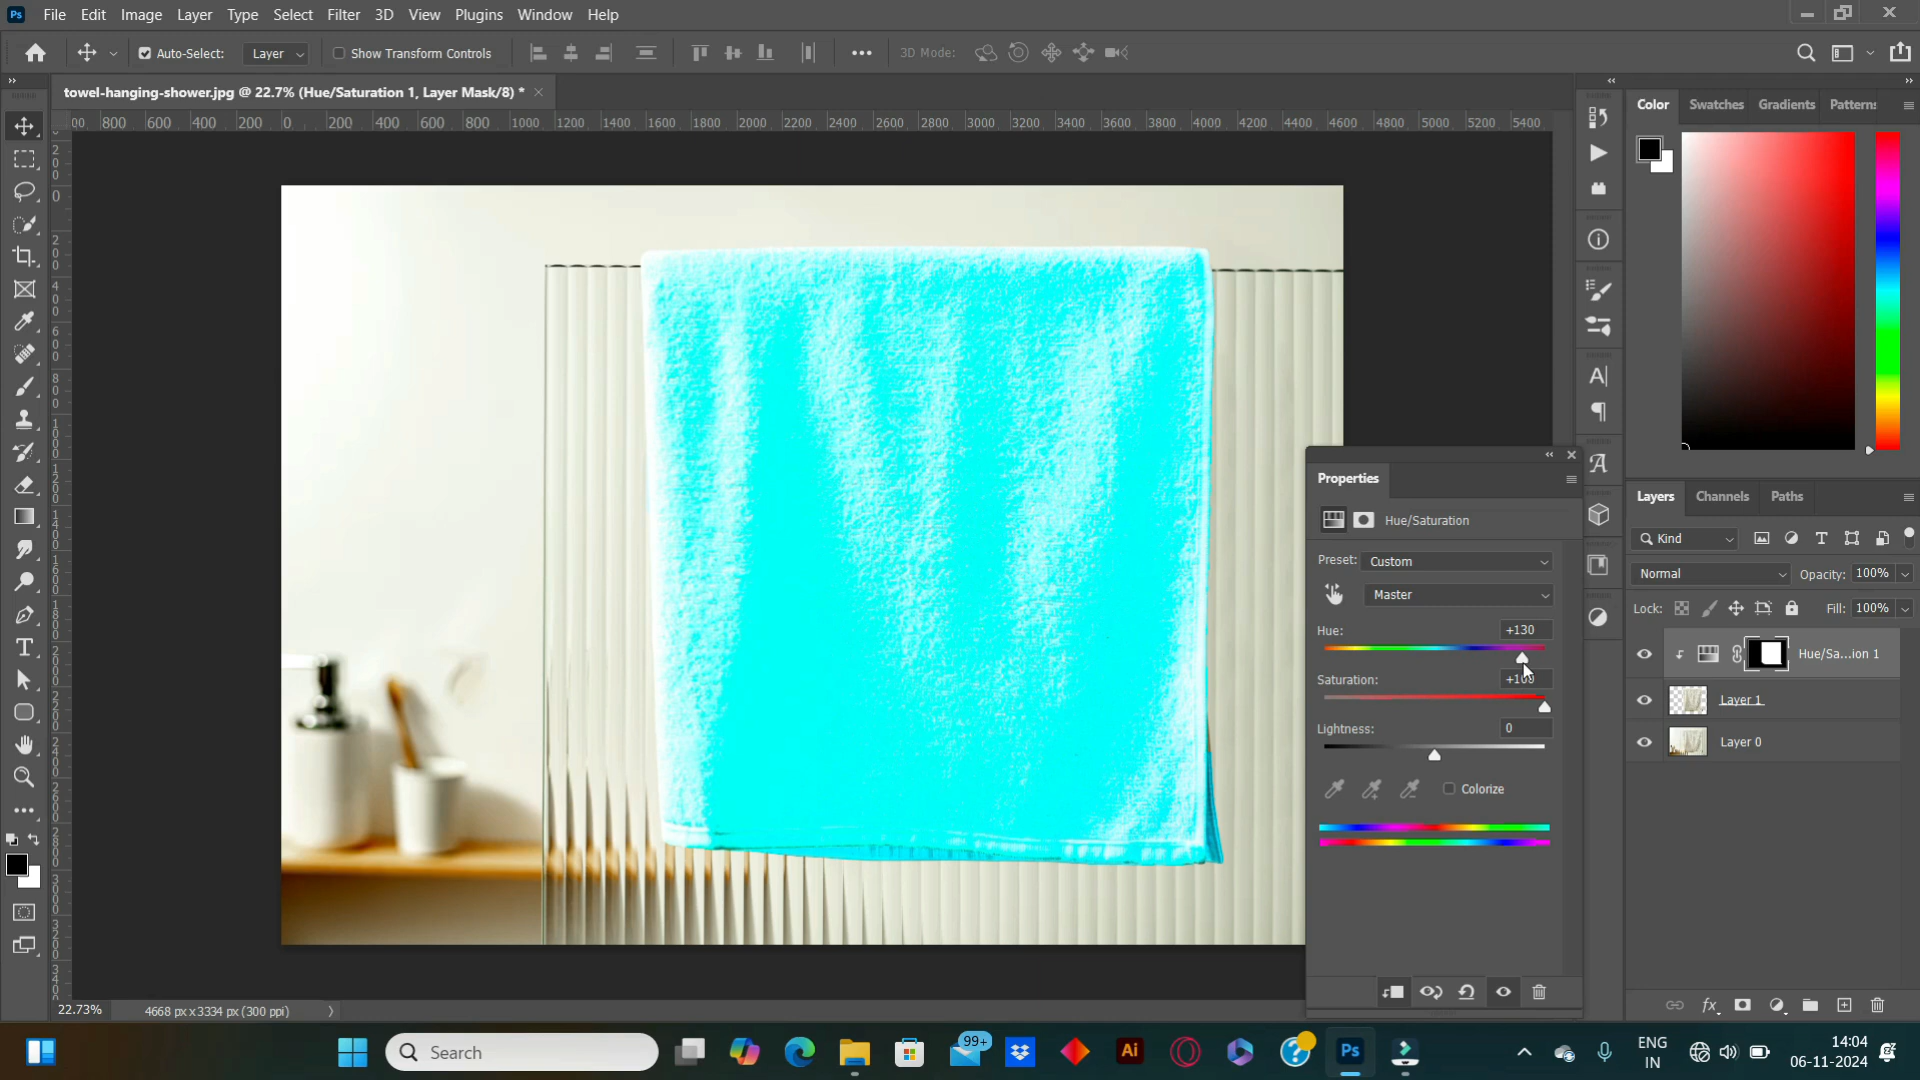 Ps File Edit Image Layer Type Select Filter 3D View Plugins Window Help
Auto-Select: Layer Show Transform Controls 3D Mode:
towel-hanging-shower.jpg @ 22.7% (Hue/Saturation 1, Layer Mask/8) *
00 800 600 400 200 0 200 400 600 800 1000 1200 1400 1600 1800 2000 2200 2400 2600 2800 3000 3200 3400 3600 3800 4000 4200 4400 4600 4800 5000 5200 5400
Color Swatches Gradients Patterns
Properties
Hue/Saturation
Preset: Custom
Master
Hue: +130
Saturation: +100
Lightness: 0
Colorize
Layers Channels Paths
Kind
Normal Opacity: 100%
Lock: Fill: 100%
Hue/Sa...ion 1
Layer 1
Layer 0
22.73% 4668 px x 3334 px (300 ppi)
Search
99+
Ai
Ps
ENG
IN
14:04
06-11-2024